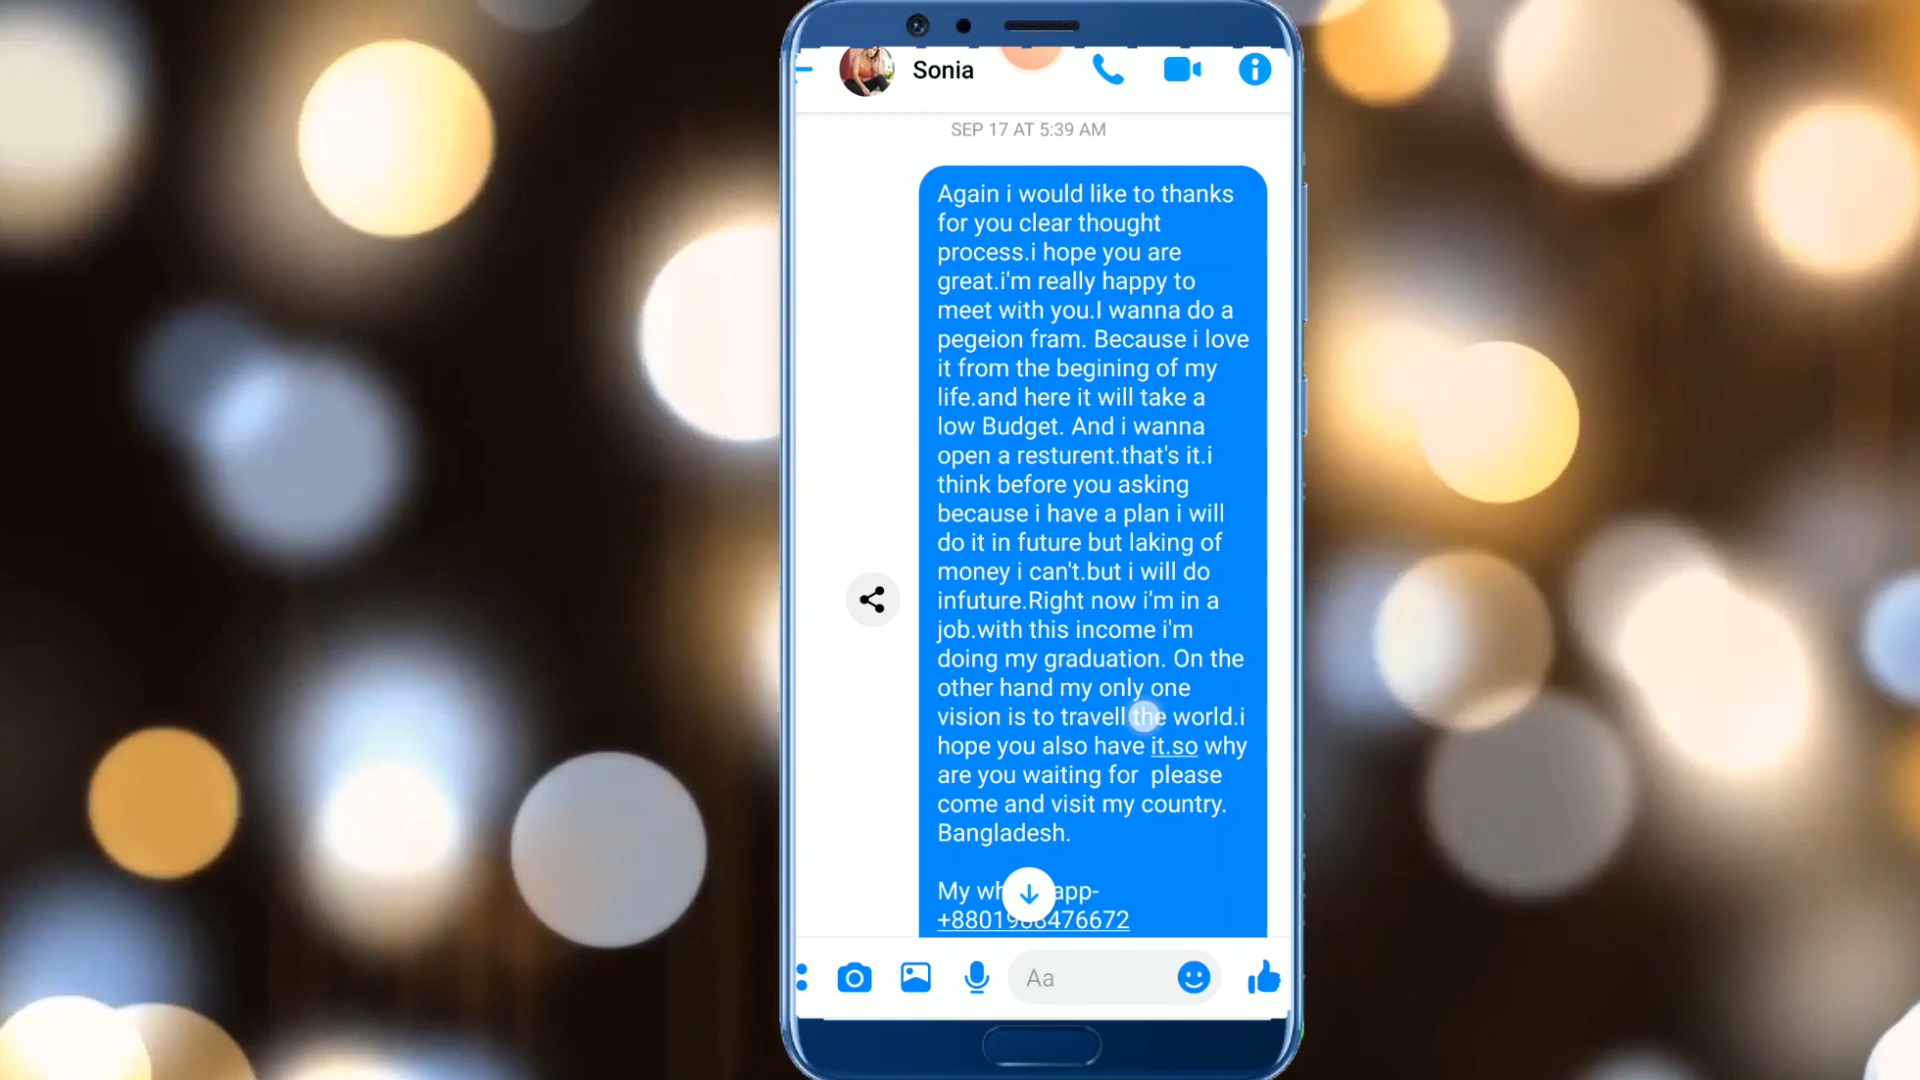 Sonia
SEP 17 AT 5:39 AM
Again i would like to thanks
for you clear thought
process.i hope you are
great.i'm really happy to
meet with you.I wanna do a
pegeion fram. Because i love
it from the begining of my
life.and here it will take a
low Budget. And i wanna
open a resturent.that's it.i
think before you asking
because i have a plan i will
do it in future but laking of
money i can't.but i will do
infuture.Right now i'm in a
job.with this income i'm
doing my graduation. On the
other hand my only one
vision is to travell the world.i
hope you also have it.so why
are you waiting for  please
come and visit my country.
Bangladesh.
My app-
Aa